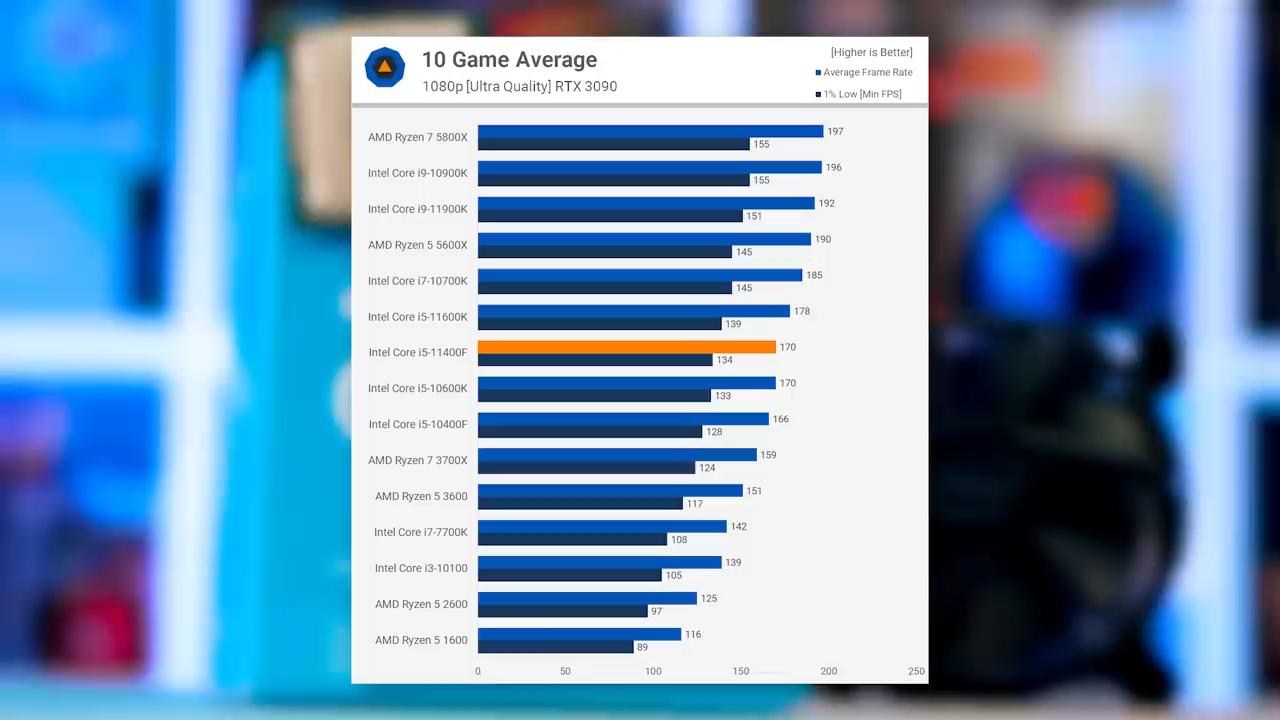 10 Game Average
1080p [Ultra Quality] RTX 3090
[Higher is Better]
Average Frame Rate
1% Low [Min FPS]
AMD Ryzen 7 5800X 197
155
Intel Core i9-10900K 196
155
Intel Core i9-11900K 192
151
AMD Ryzen 5 5600X 190
145
Intel Core i7-10700K 185
145
Intel Core i5-11600K 178
139
Intel Core i5-11400F 170
134
Intel Core i5-10600K 170
133
Intel Core i5-10400F 166
128
AMD Ryzen 7 3700X 159
124
AMD Ryzen 5 3600 151
117
Intel Core i7-7700K 142
108
Intel Core i3-10100 139
105
AMD Ryzen 5 2600 125
97
AMD Ryzen 5 1600 116
89
0 50 100 150 200 250